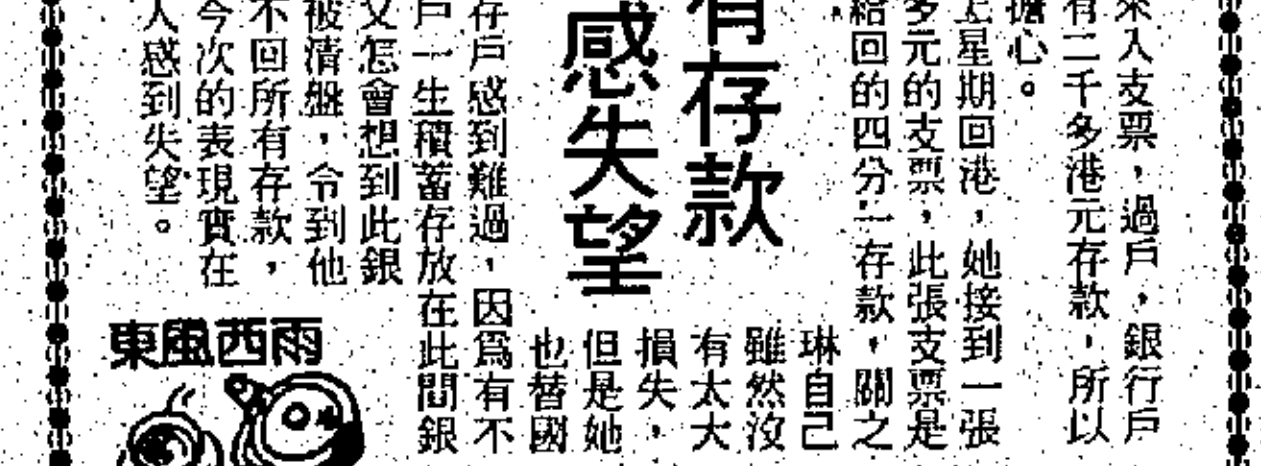 來入支票，過戶，銀行戶
有二千多港元存款，所以
擔心。
上星期回港，她接到一張
多元的支票，此張支票是
給回的四分一存款，關之
有存款
感失望
琳自己
雖然沒
有太大
損失，
但是她
也替國
存戶感到難過，因爲有不
戶一生積蓄存放在此間銀
又怎會想到此銀
被清盤，令到他
不回所有存款，
今次的表現實在
人感到失望。
東風西雨